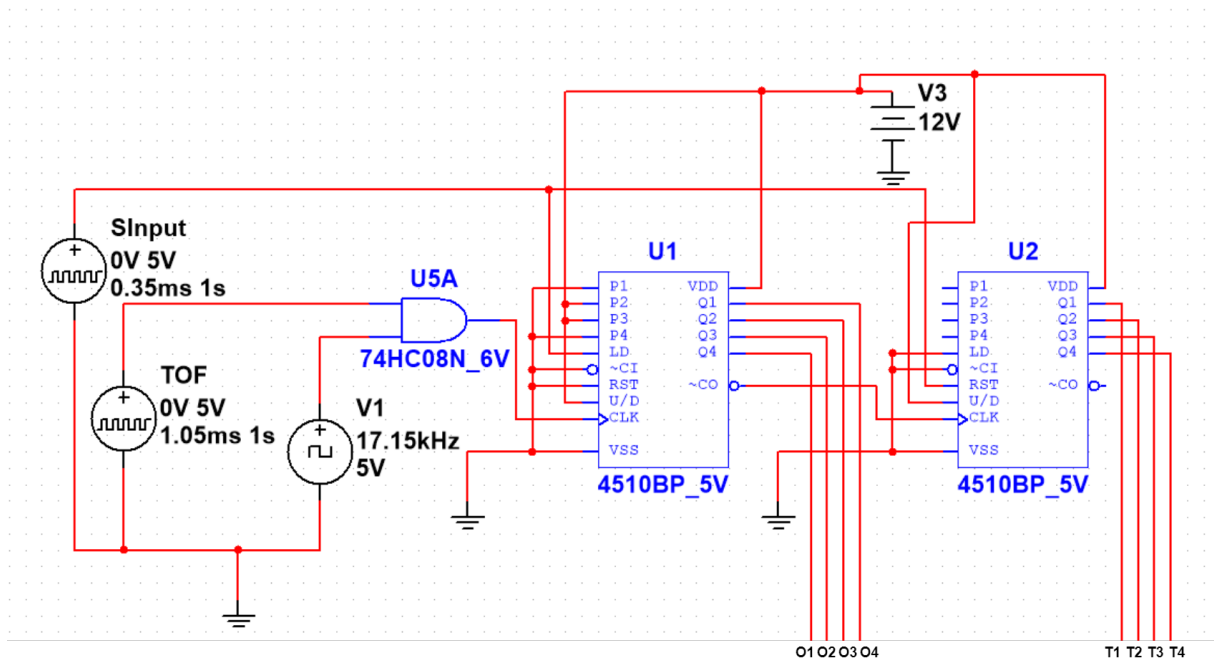 V3
12V
SInput
0V 5V
0.35ms 1s
U5A
74HC08N_6V
TOF
0V 5V
1.05ms 1s
V1
17.15kHz
5V
U1
P1 VDD
P2 Q1
P3 Q2
P4 Q3
LD Q4
~CI
RST ~CO
U/D
CLK
VSS
4510BP_5V
U2
P1 VDD
P2 Q1
P3 Q2
P4 Q3
LD Q4
~CI
RST ~CO
U/D
CLK
VSS
4510BP_5V
O1 O2 O3 O4
T1 T2 T3 T4